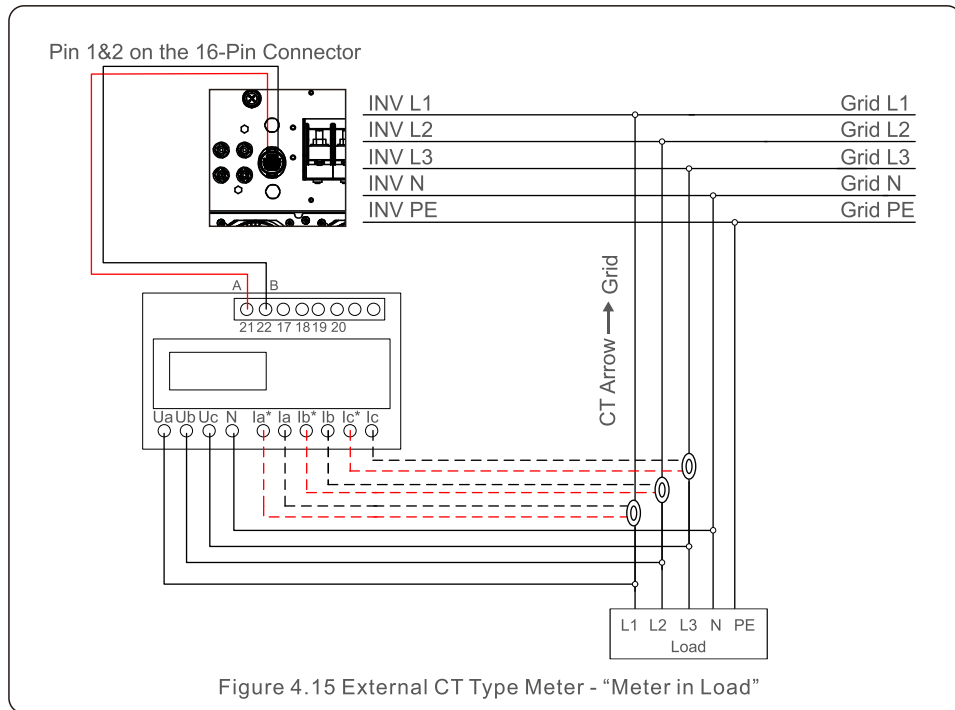 Pin 1&2 on the 16-Pin Connector
INV L1 Grid L1
INV L2 Grid L2
INV L3 Grid L3
INV N Grid N
INV PE Grid PE
A B
21 22 17 18 19 20
CT Arrow → Grid
Ua Ub Uc N Ia* Ia Ib* Ib Ic* Ic
L1 L2 L3 N PE
Load
Figure 4.15 External CT Type Meter - “Meter in Load”